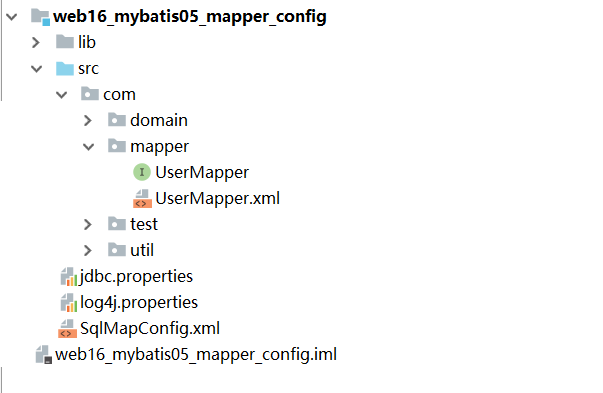 web16_mybatis05_mapper_config
lib
src
com
domain
mapper
I UserMapper
UserMapper.xml
test
util
jdbc.properties
log4j.properties
SqlMapConfig.xml
web16_mybatis05_mapper_config.iml